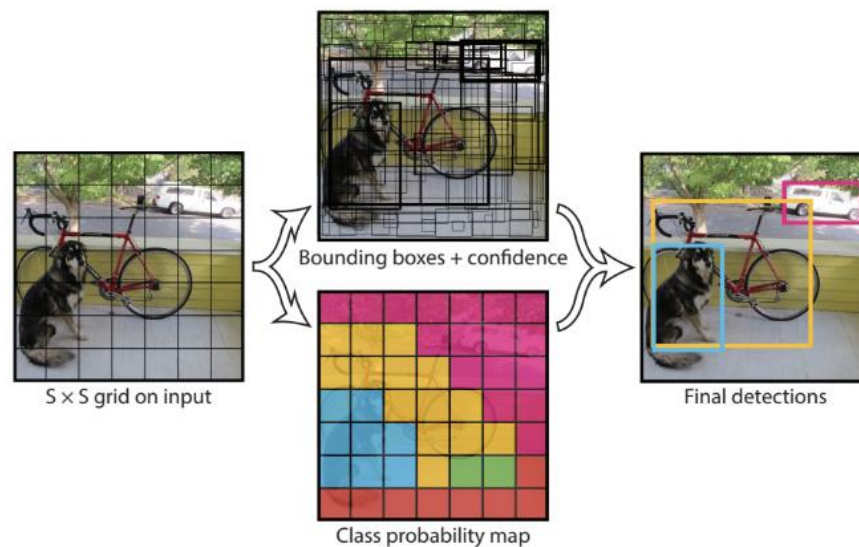 Bounding boxes + confidence
S × S grid on input
Final detections
Class probability map